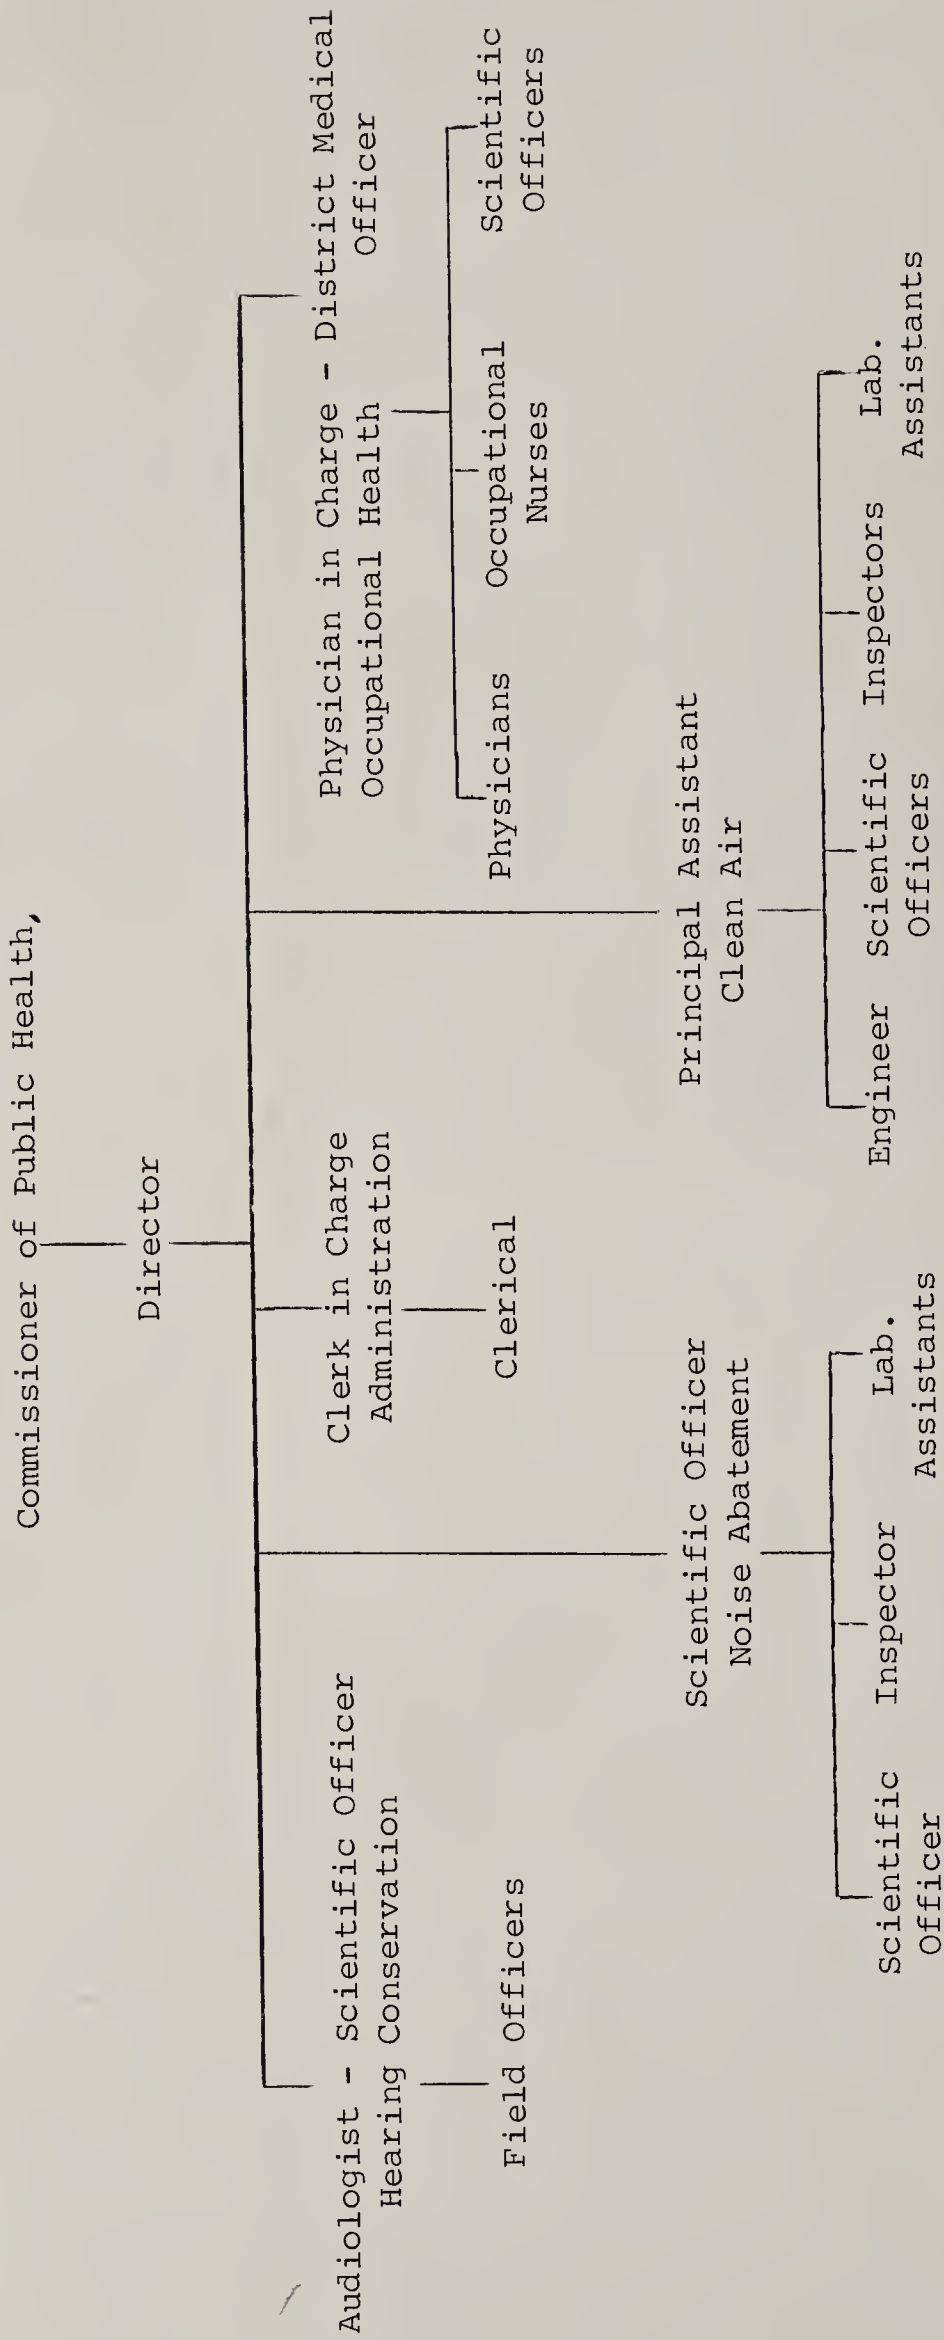 Commissioner of Public Health,
Director
Audiologist - Scientific Officer
Hearing Conservation
Field Officers
Clerk in Charge
Administration
Clerical
Physician in Charge - District Medical
Occupational Health Officer
Physicians
Occupational
Nurses
Scientific
Officers
Scientific Officer
Noise Abatement
Scientific
Officer
Inspector
Lab.
Assistants
Principal Assistant
Clean Air
Engineer
Scientific
Officers
Inspectors
Lab.
Assistants